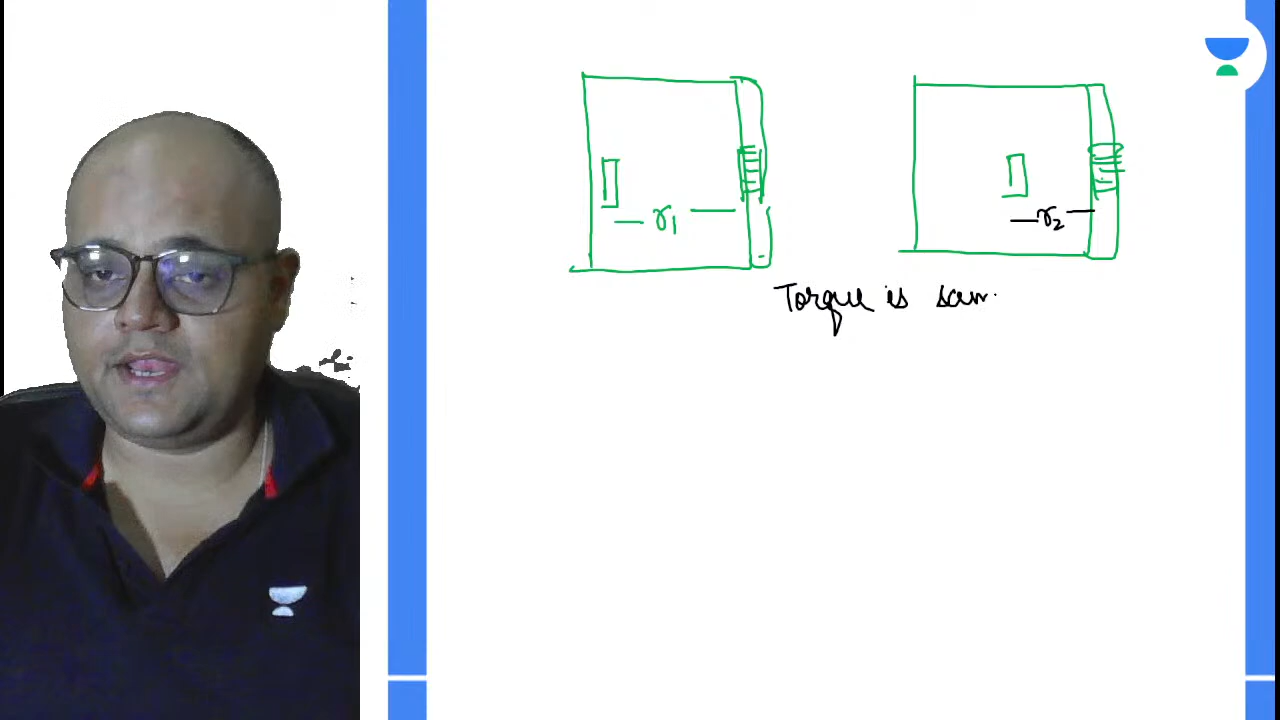 r₁
r₂
Torque is sam.